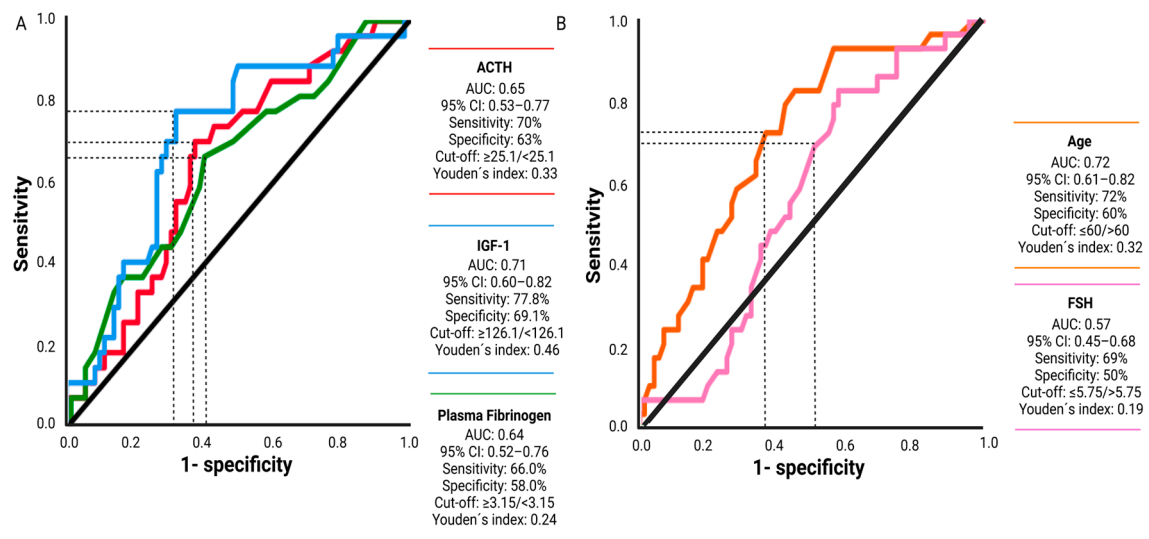 A
1.0
0.8
0.6
0.4
0.2
0.0
Sensitvity
0.0 0.2 0.4 0.6 0.8 1.0
1- specificity
ACTH
AUC: 0.65
95% CI: 0.53–0.77
Sensitivity: 70%
Specificity: 63%
Cut-off: ≥25.1/<25.1
Youden´s index: 0.33
IGF-1
AUC: 0.71
95% CI: 0.60–0.82
Sensitivity: 77.8%
Specificity: 69.1%
Cut-off: ≥126.1/<126.1
Youden´s index: 0.46
Plasma Fibrinogen
AUC: 0.64
95% CI: 0.52–0.76
Sensitivity: 66.0%
Specificity: 58.0%
Cut-off: ≥3.15/<3.15
Youden´s index: 0.24
B
1.0
0.8
0.6
0.4
0.2
0.0
Sensitvity
0.0 0.2 0.4 0.6 0.8 1.0
1- specificity
Age
AUC: 0.72
95% CI: 0.61–0.82
Sensitivity: 72%
Specificity: 60%
Cut-off: ≤60/>60
Youden´s index: 0.32
FSH
AUC: 0.57
95% CI: 0.45–0.68
Sensitivity: 69%
Specificity: 50%
Cut-off: ≤5.75/>5.75
Youden´s index: 0.19